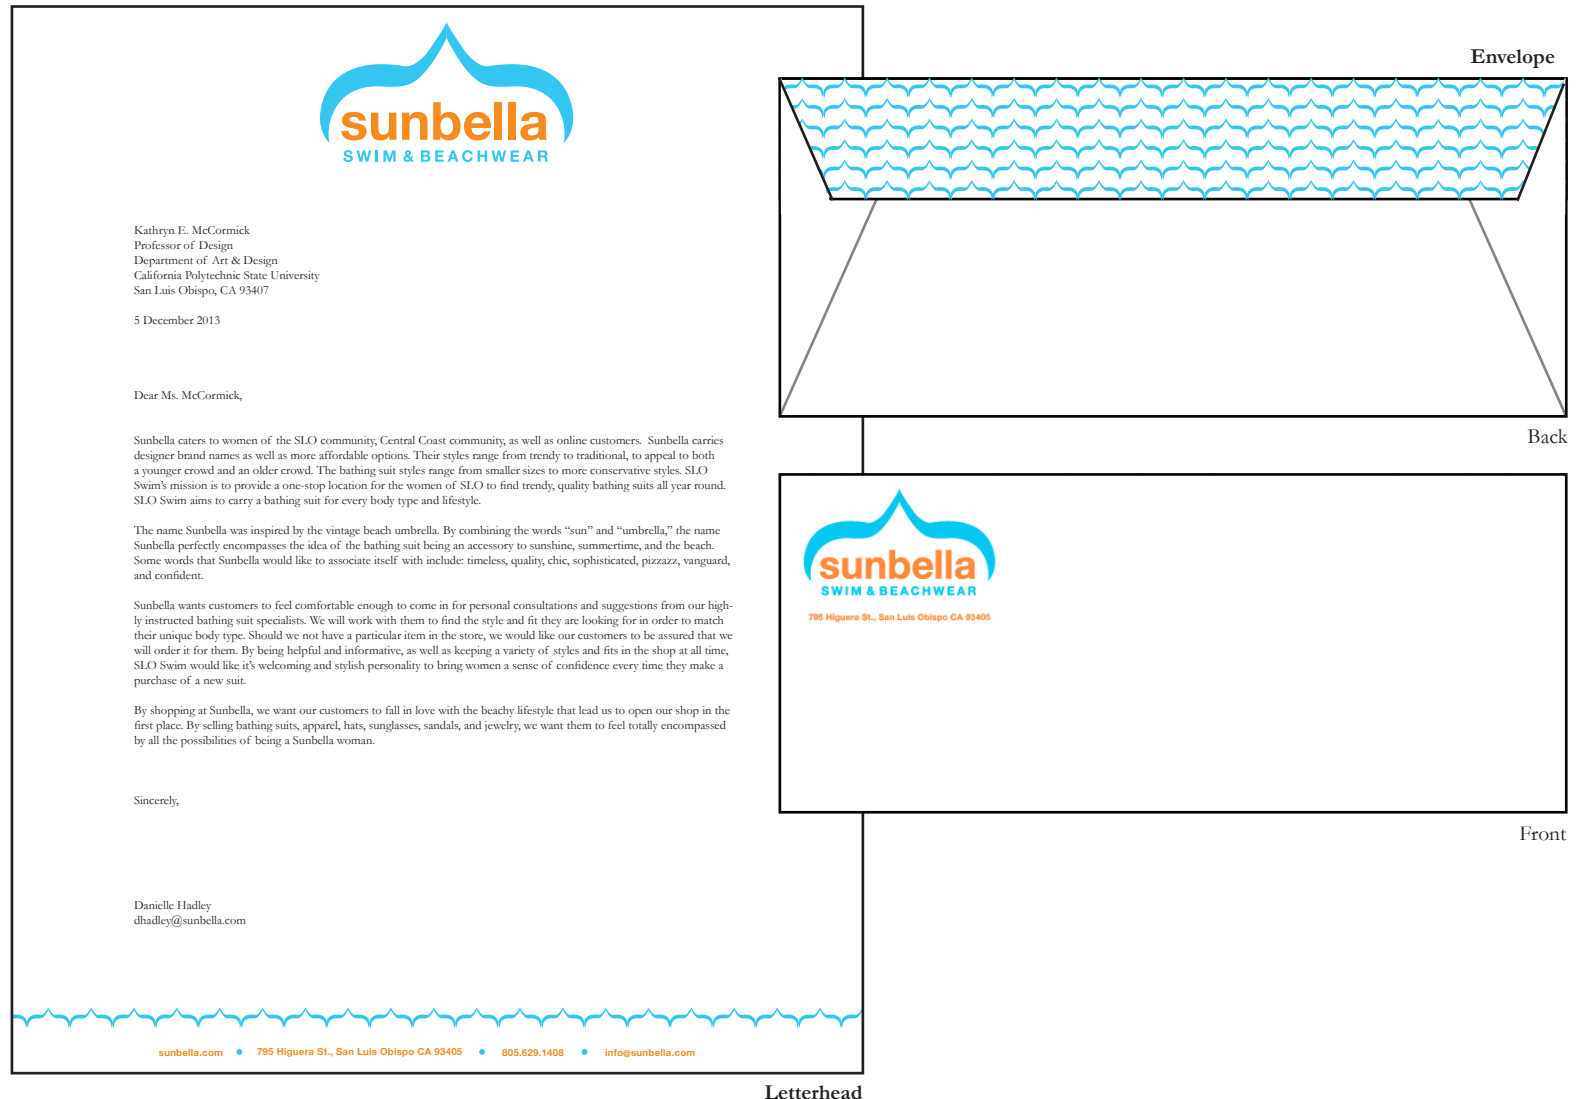 sunbella
SWIM & BEACHWEAR
Kathryn E. McCormick
Professor of Design
Department of Art & Design
California Polytechnic State University
San Luis Obispo, CA 93407
5 December 2013
Dear Ms. McCormick,
Sunbella caters to women of the SLO community, Central Coast community, as well as online customers. Sunbella carries
designer brand names as well as more affordable options. Their styles range from trendy to traditional, to appeal to both
a younger crowd and an older crowd. The bathing suit styles range from smaller sizes to more conservative styles. SLO
Swim's mission is to provide a one-stop location for the women of SLO to find trendy, quality bathing suits all year round.
SLO Swim aims to carry a bathing suit for every body type and lifestyle.
The name Sunbella was inspired by the vintage beach umbrella. By combining the words “sun” and “umbrella,” the name
Sunbella perfectly encompasses the idea of the bathing suit being an accessory to sunshine, summertime, and the beach.
Some words that Sunbella would like to associate itself with include: timeless, quality, chic, sophisticated, pizzazz, vanguard,
and confident.
Sunbella wants customers to feel comfortable enough to come in for personal consultations and suggestions from our high-
ly instructed bathing suit specialists. We will work with them to find the style and fit they are looking for in order to match
their unique body type. Should we not have a particular item in the store, we would like our customers to be assured that we
will order it for them. By being helpful and informative, as well as keeping a variety of styles and fits in the shop at all time,
SLO Swim would like it's welcoming and stylish personality to bring women a sense of confidence every time they make a
purchase of a new suit.
By shopping at Sunbella, we want our customers to fall in love with the beachy lifestyle that lead us to open our shop in the
first place. By selling bathing suits, apparel, hats, sunglasses, sandals, and jewelry, we want them to feel totally encompassed
by all the possibilities of being a Sunbella woman.
Sincerely,
Danielle Hadley
dhadley@sunbella.com
sunbella.com • 795 Higuera St., San Luis Obispo CA 93405 • 805.629.1408 • info@sunbella.com
Letterhead
Envelope
Back
sunbella
SWIM & BEACHWEAR
795 Higuera St., San Luis Obispo CA 93405
Front